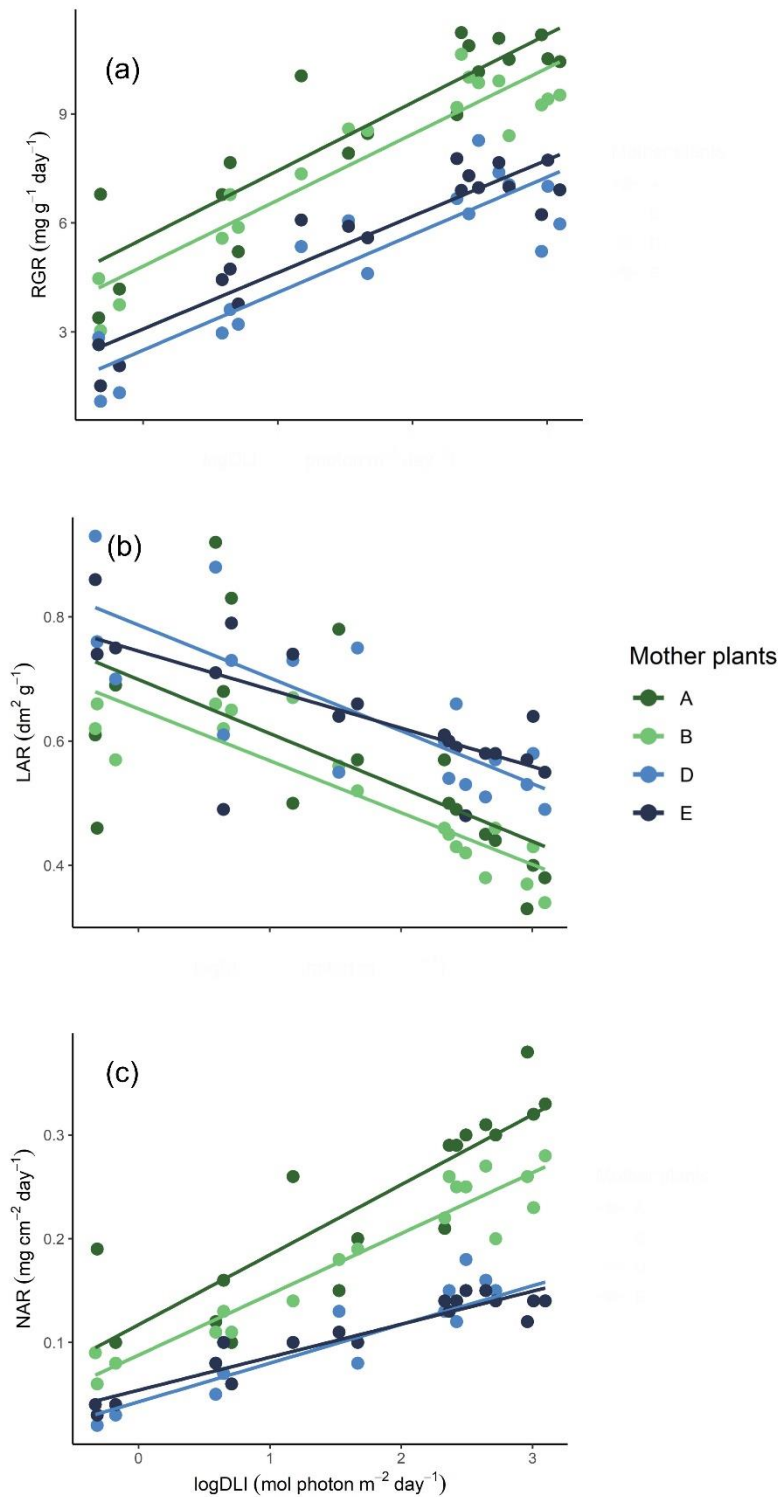 (a)
9
6
3
RGR (mg g⁻¹ day⁻¹)
(b)
0.8
0.6
0.4
LAR (dm² g⁻¹)
Mother plants
A
B
D
E
(c)
0.3
0.2
0.1
NAR (mg cm⁻² day⁻¹)
0 1 2 3
logDLI (mol photon m⁻² day⁻¹)